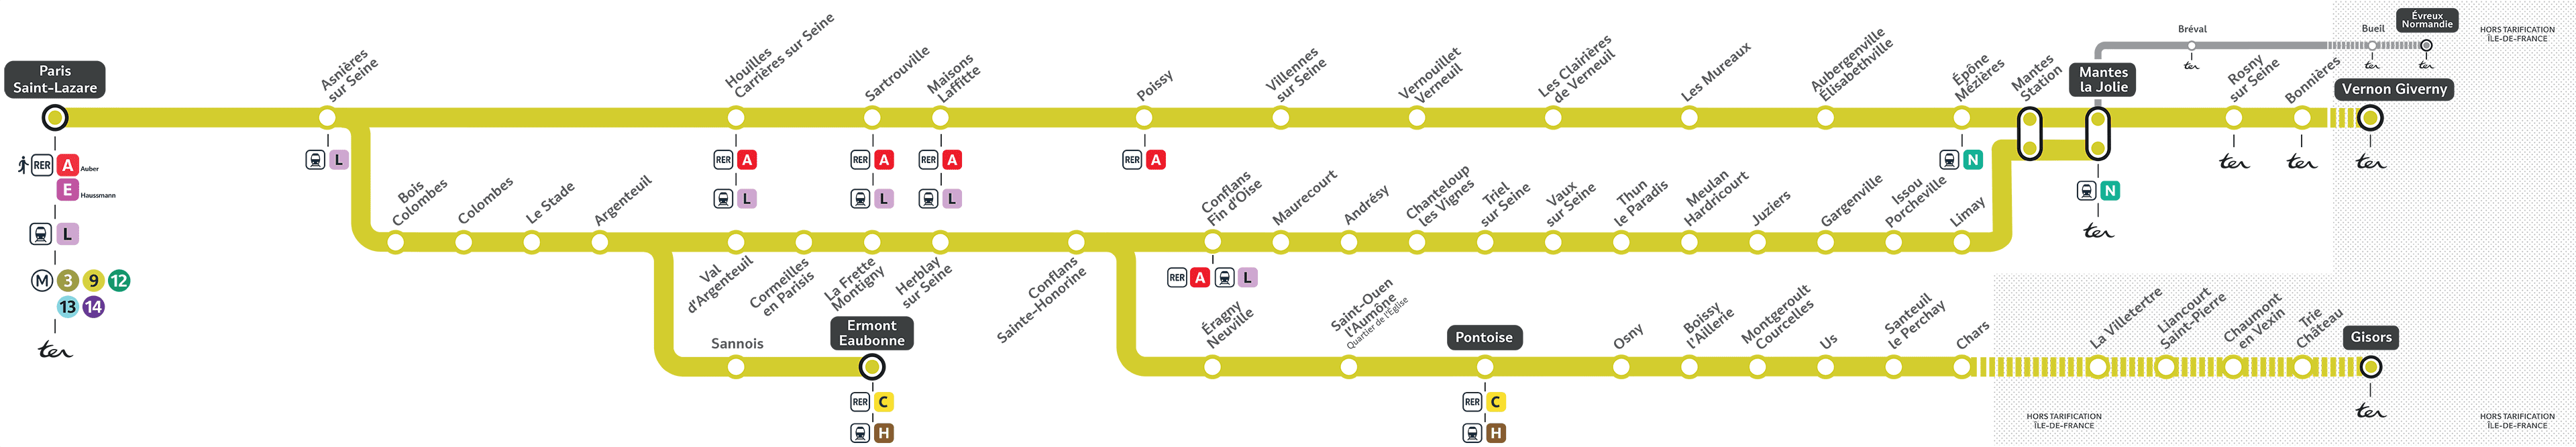 Paris
Saint-Lazare
RER A Auber
E Haussmann
L
M 3 9 12
13 14
ter
Asnières
sur Seine
L
Houilles
Carrières sur Seine
RER A
L
Sartrouville
RER A
L
Maisons
Laffitte
RER A
L
Poissy
RER A
Villennes
sur Seine
Vernouillet
Verneuil
Les Clairières
de Verneuil
Les Mureaux
Aubergenville
Élisabethville
Épône
Mézières
N
Mantes
Station
Mantes
la Jolie
N
ter
Bréval
ter
Bueil
ter
Évreux
Normandie
ter
HORS TARIFICATION
ÎLE-DE-FRANCE
Rosny
sur Seine
ter
Bonnières
ter
Vernon Giverny
ter
Bois
Colombes
Colombes
Le Stade
Argenteuil
Val
d'Argenteuil
Cormeilles
en Parisis
La Frette
Montigny
Herblay
sur Seine
Conflans
Sainte-Honorine
Conflans
Fin d'Oise
RER A L
Maurecourt
Andrésy
Chanteloup
les Vignes
Triel
sur Seine
Vaux
sur Seine
Thun
le Paradis
Meulan
Hardricourt
Juziers
Gargenville
Issou
Porcheville
Limay
Sannois
Ermont
Eaubonne
RER C
H
Éragny
Neuville
Saint-Ouen
l'Aumône
Quartier de l'Église
Pontoise
RER C
H
Osny
Boissy
l'Aillerie
Montgeroult
Courcelles
Us
Santeuil
le Perchay
Chars
La Villetertre
Liancourt
Saint-Pierre
Chaumont
en Vexin
Trie
Château
Gisors
ter
HORS TARIFICATION
ÎLE-DE-FRANCE
HORS TARIFICATION
ÎLE-DE-FRANCE